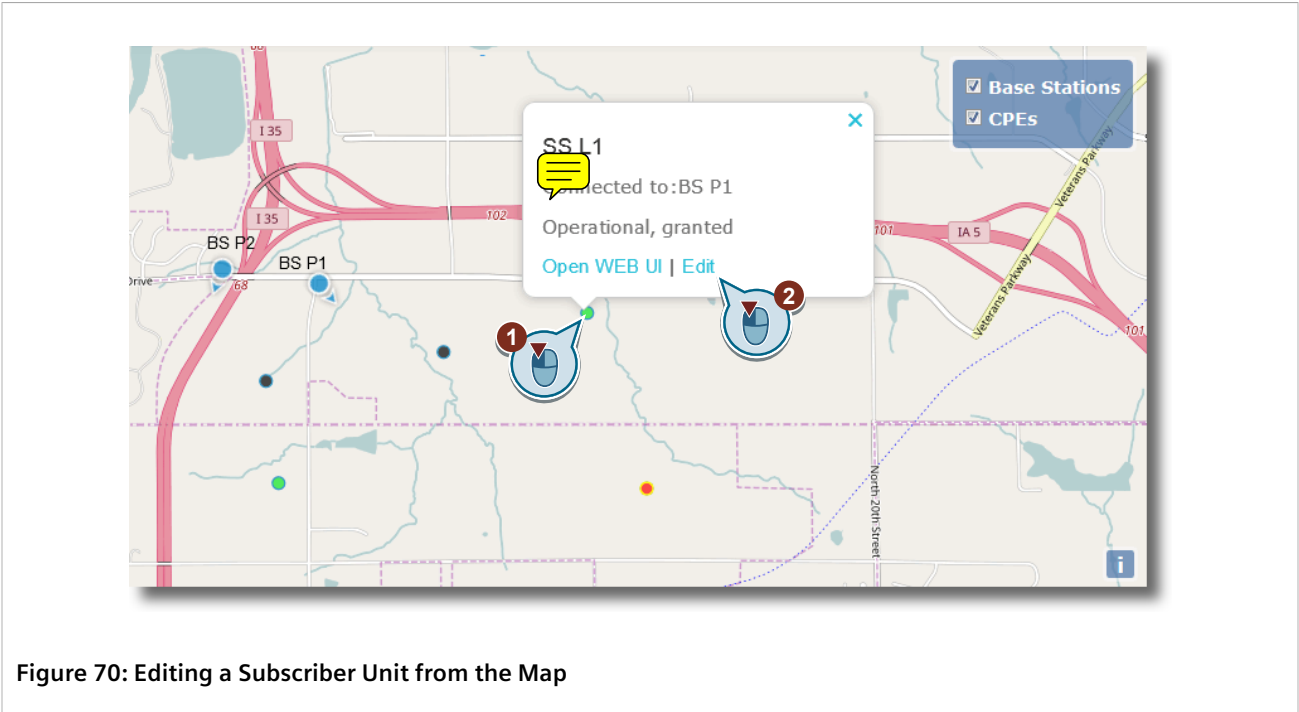 68
Base Stations
CPEs
I 35
SS L1
Connected to:BS P1
Veterans Parkway
I 35
102
Operational, granted
101
IA 5
BS P2
BS P1
Open WEB UI | Edit
Drive
68
2
1
Veterans Parkway
101
North 20th Street
i
Figure 70: Editing a Subscriber Unit from the Map